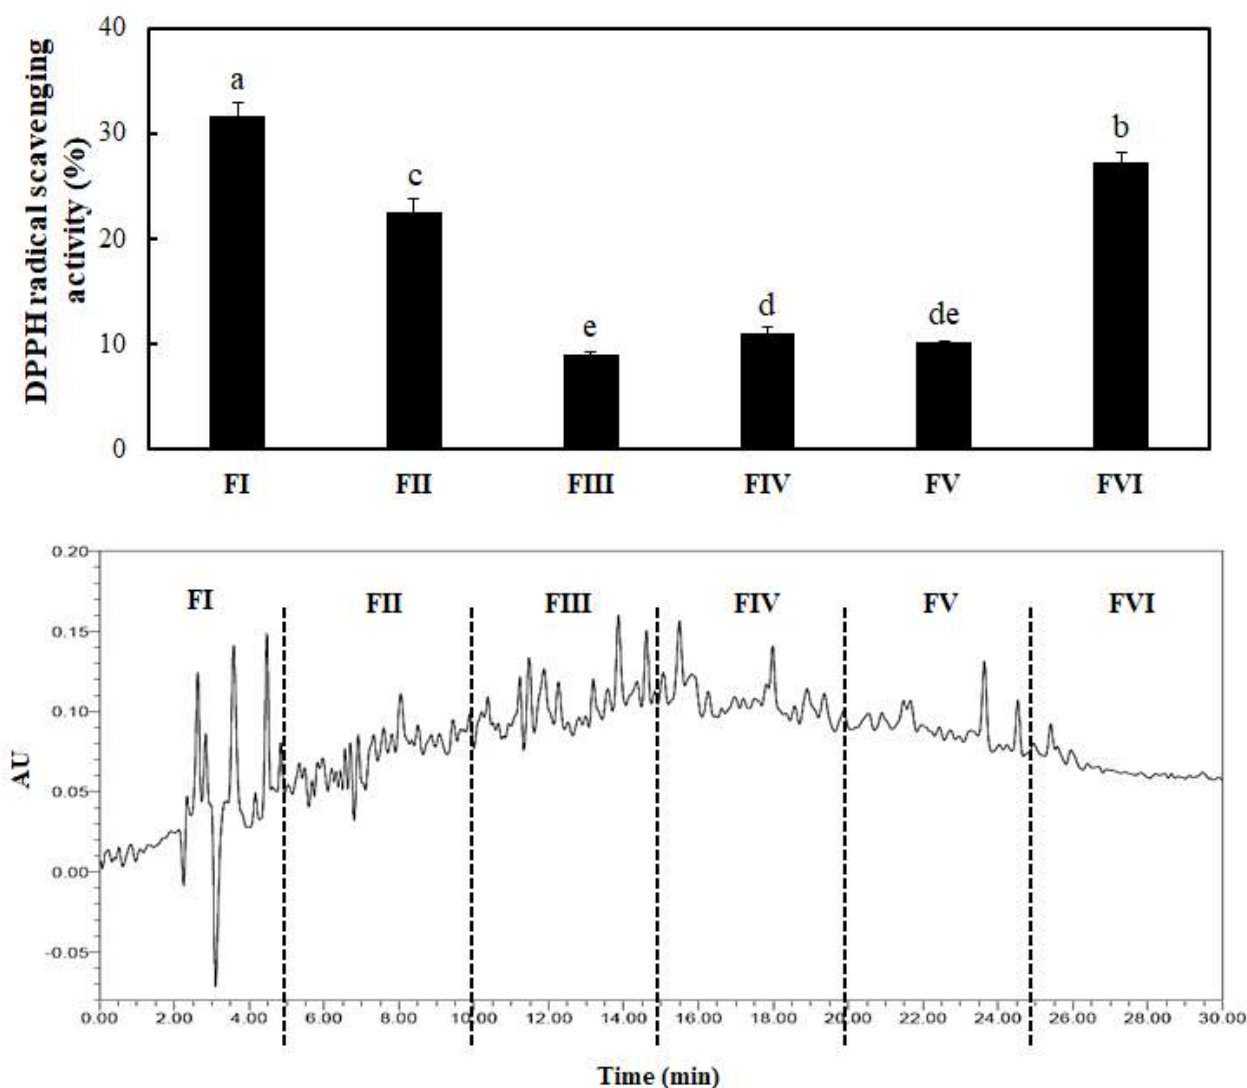 40
30
20
10
0
DPPH radical scavenging
activity (%)
a
c
e
d
de
b
FI FII FIII FIV FV FVI
0.20
0.15
0.10
0.05
0.00
-0.05
AU
FI FII FIII FIV FV FVI
0.00 2.00 4.00 6.00 8.00 10.00 12.00 14.00 16.00 18.00 20.00 22.00 24.00 26.00 28.00 30.00
Time (min)